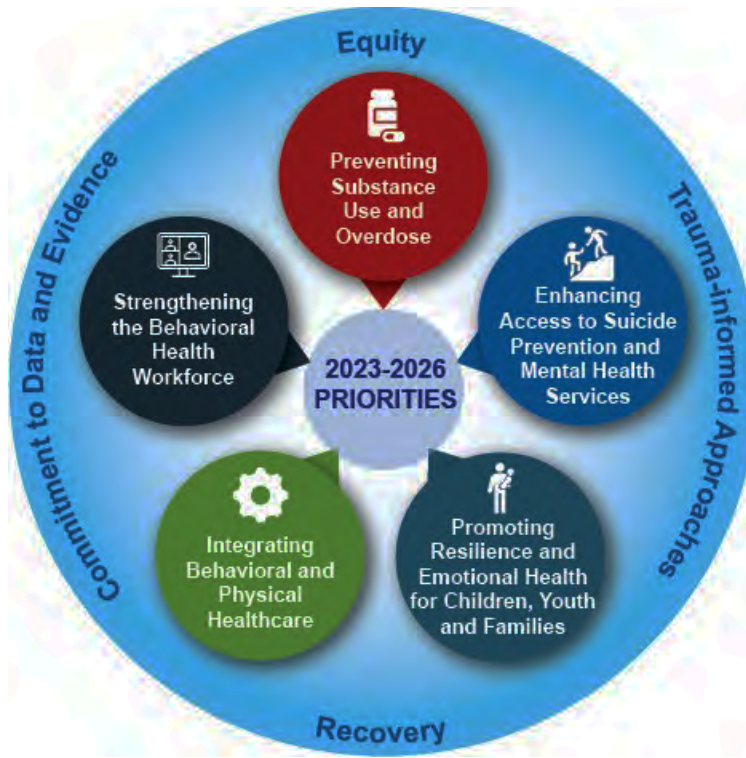 Equity
Preventing
Substance
Use and
Overdose
Trauma-informed Approaches
Enhancing
Access to Suicide
Prevention and
Mental Health
Services
Promoting
Resilience and
Emotional Health
for Children, Youth
and Families
Recovery
Integrating
Behavioral and
Physical
Healthcare
Commitment to Data and Evidence
Strengthening
the Behavioral
Health
Workforce
2023-2026
PRIORITIES